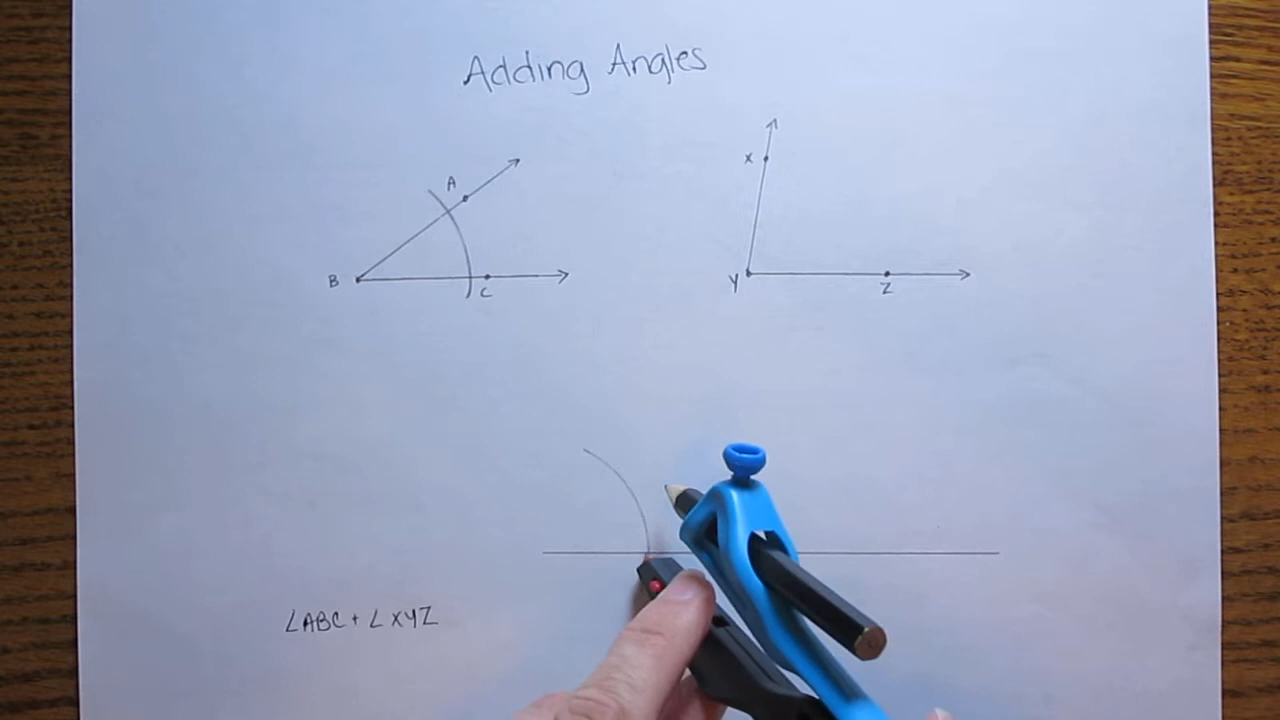 Adding Angles
A
B
C
X
Y
Z
∠ABC + ∠XYZ